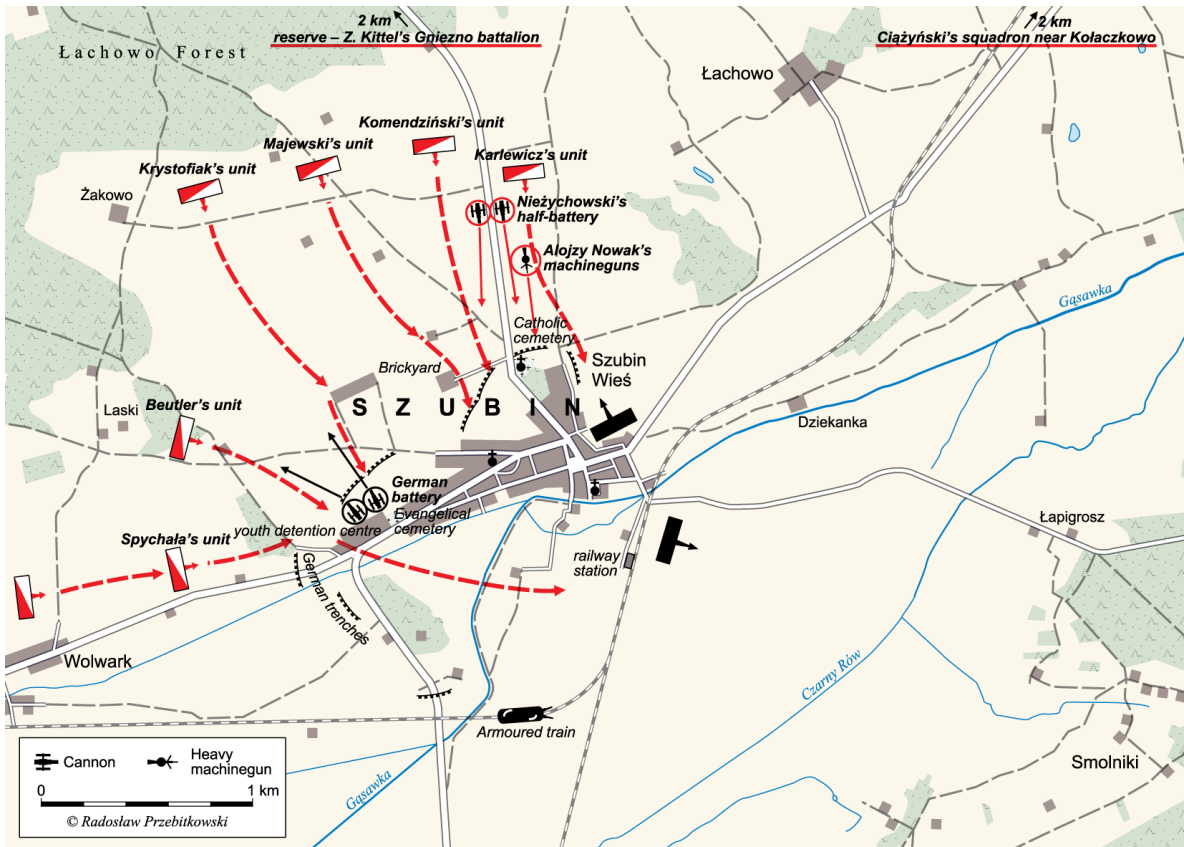 2 km
reserve – Z. Kittel's Gniezno battalion
2 km
Ciążyński's squadron near Kołaczkowo
Łachowo Forest
Łachowo
Komendziński's unit
Majewski's unit
Krystofiak's unit
Karlewicz's unit
Żakowo
Nieżychowski's
half-battery
Alojzy Nowak's
machineguns
Gąsawka
Catholic
cemetery
Szubin
Wieś
Brickyard
SZUBIN
Laski
Beutler's unit
Dziekanka
German
battery
Evangelical
cemetery
youth detention centre
Łapigrosz
Spychała's unit
railway
station
German trenches
Wolwark
Czarny Rów
Armoured train
Smolniki
Gąsawka
Cannon
Heavy
machinegun
0 1 km
© Radosław Przebitkowski